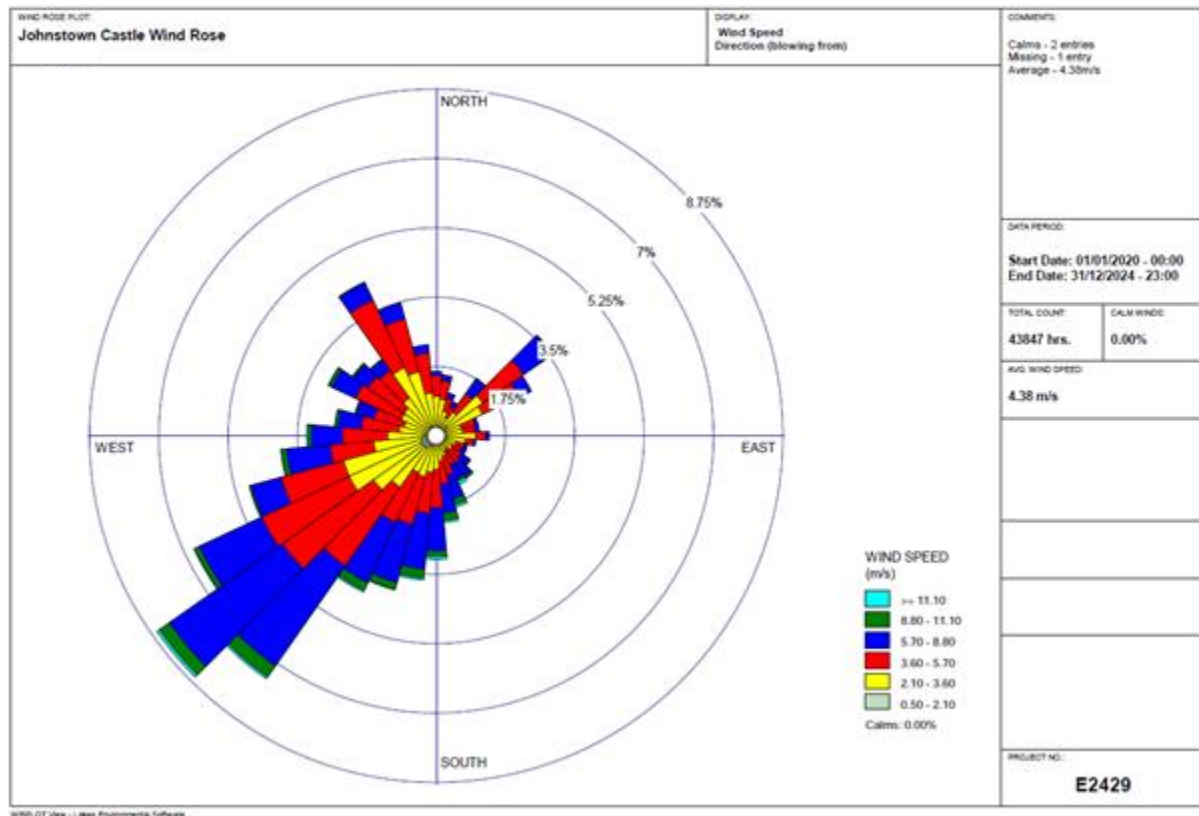 WIND ROSE PLOT:
Johnstown Castle Wind Rose
DISPLAY:
Wind Speed
Direction (blowing from)
COMMENTS:
Calms - 2 entries
Missing - 1 entry
Average - 4.38m/s
NORTH
8.75%
7%
5.25%
3.5%
1.75%
WEST
EAST
SOUTH
WIND SPEED
(m/s)
>= 11.10
8.80 - 11.10
5.70 - 8.80
3.60 - 5.70
2.10 - 3.60
0.50 - 2.10
Calms: 0.00%
DATA PERIOD:
Start Date: 01/01/2020 - 00:00
End Date: 31/12/2024 - 23:00
TOTAL COUNT:
43847 hrs.
CALM WINDS:
0.00%
AVG. WIND SPEED:
4.38 m/s
PROJECT NO.:
E2429
WRPLOT View - Lakes Environmental Software